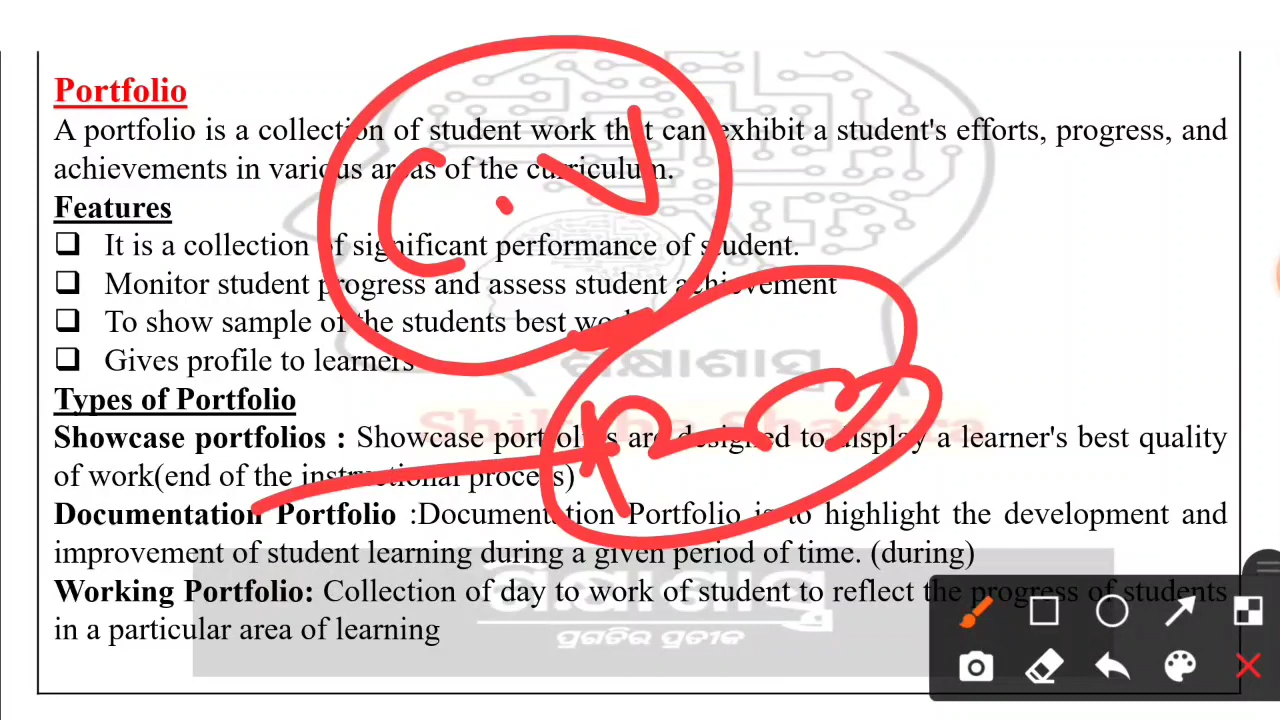 Portfolio
A portfolio is a collection of student work that can exhibit a student's efforts, progress, and
achievements in various areas of the curriculum.
Features
❑ It is a collection of significant performance of student.
❑ Monitor student progress and assess student achievement
❑ To show sample of the students best work
❑ Gives profile to learners
Types of Portfolio
Showcase portfolios : Showcase portfolios are designed to display a learner's best quality
of work(end of the instructional process)
Documentation Portfolio :Documentation Portfolio is to highlight the development and
improvement of student learning during a given period of time. (during)
Working Portfolio: Collection of day to work of student to reflect the progress of students
in a particular area of learning
C.V
ଶିକ୍ଷାଶାସ୍ତ୍ର